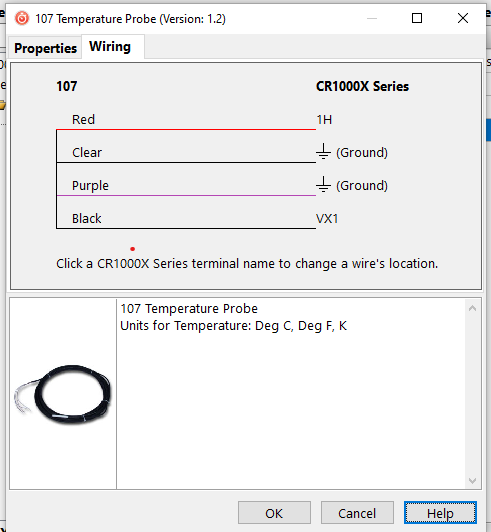 107 Temperature Probe (Version: 1.2)
Properties Wiring
107 CR1000X Series
Red 1H
Clear (Ground)
Purple (Ground)
Black VX1
Click a CR1000X Series terminal name to change a wire's location.
107 Temperature Probe
Units for Temperature: Deg C, Deg F, K
OK Cancel Help